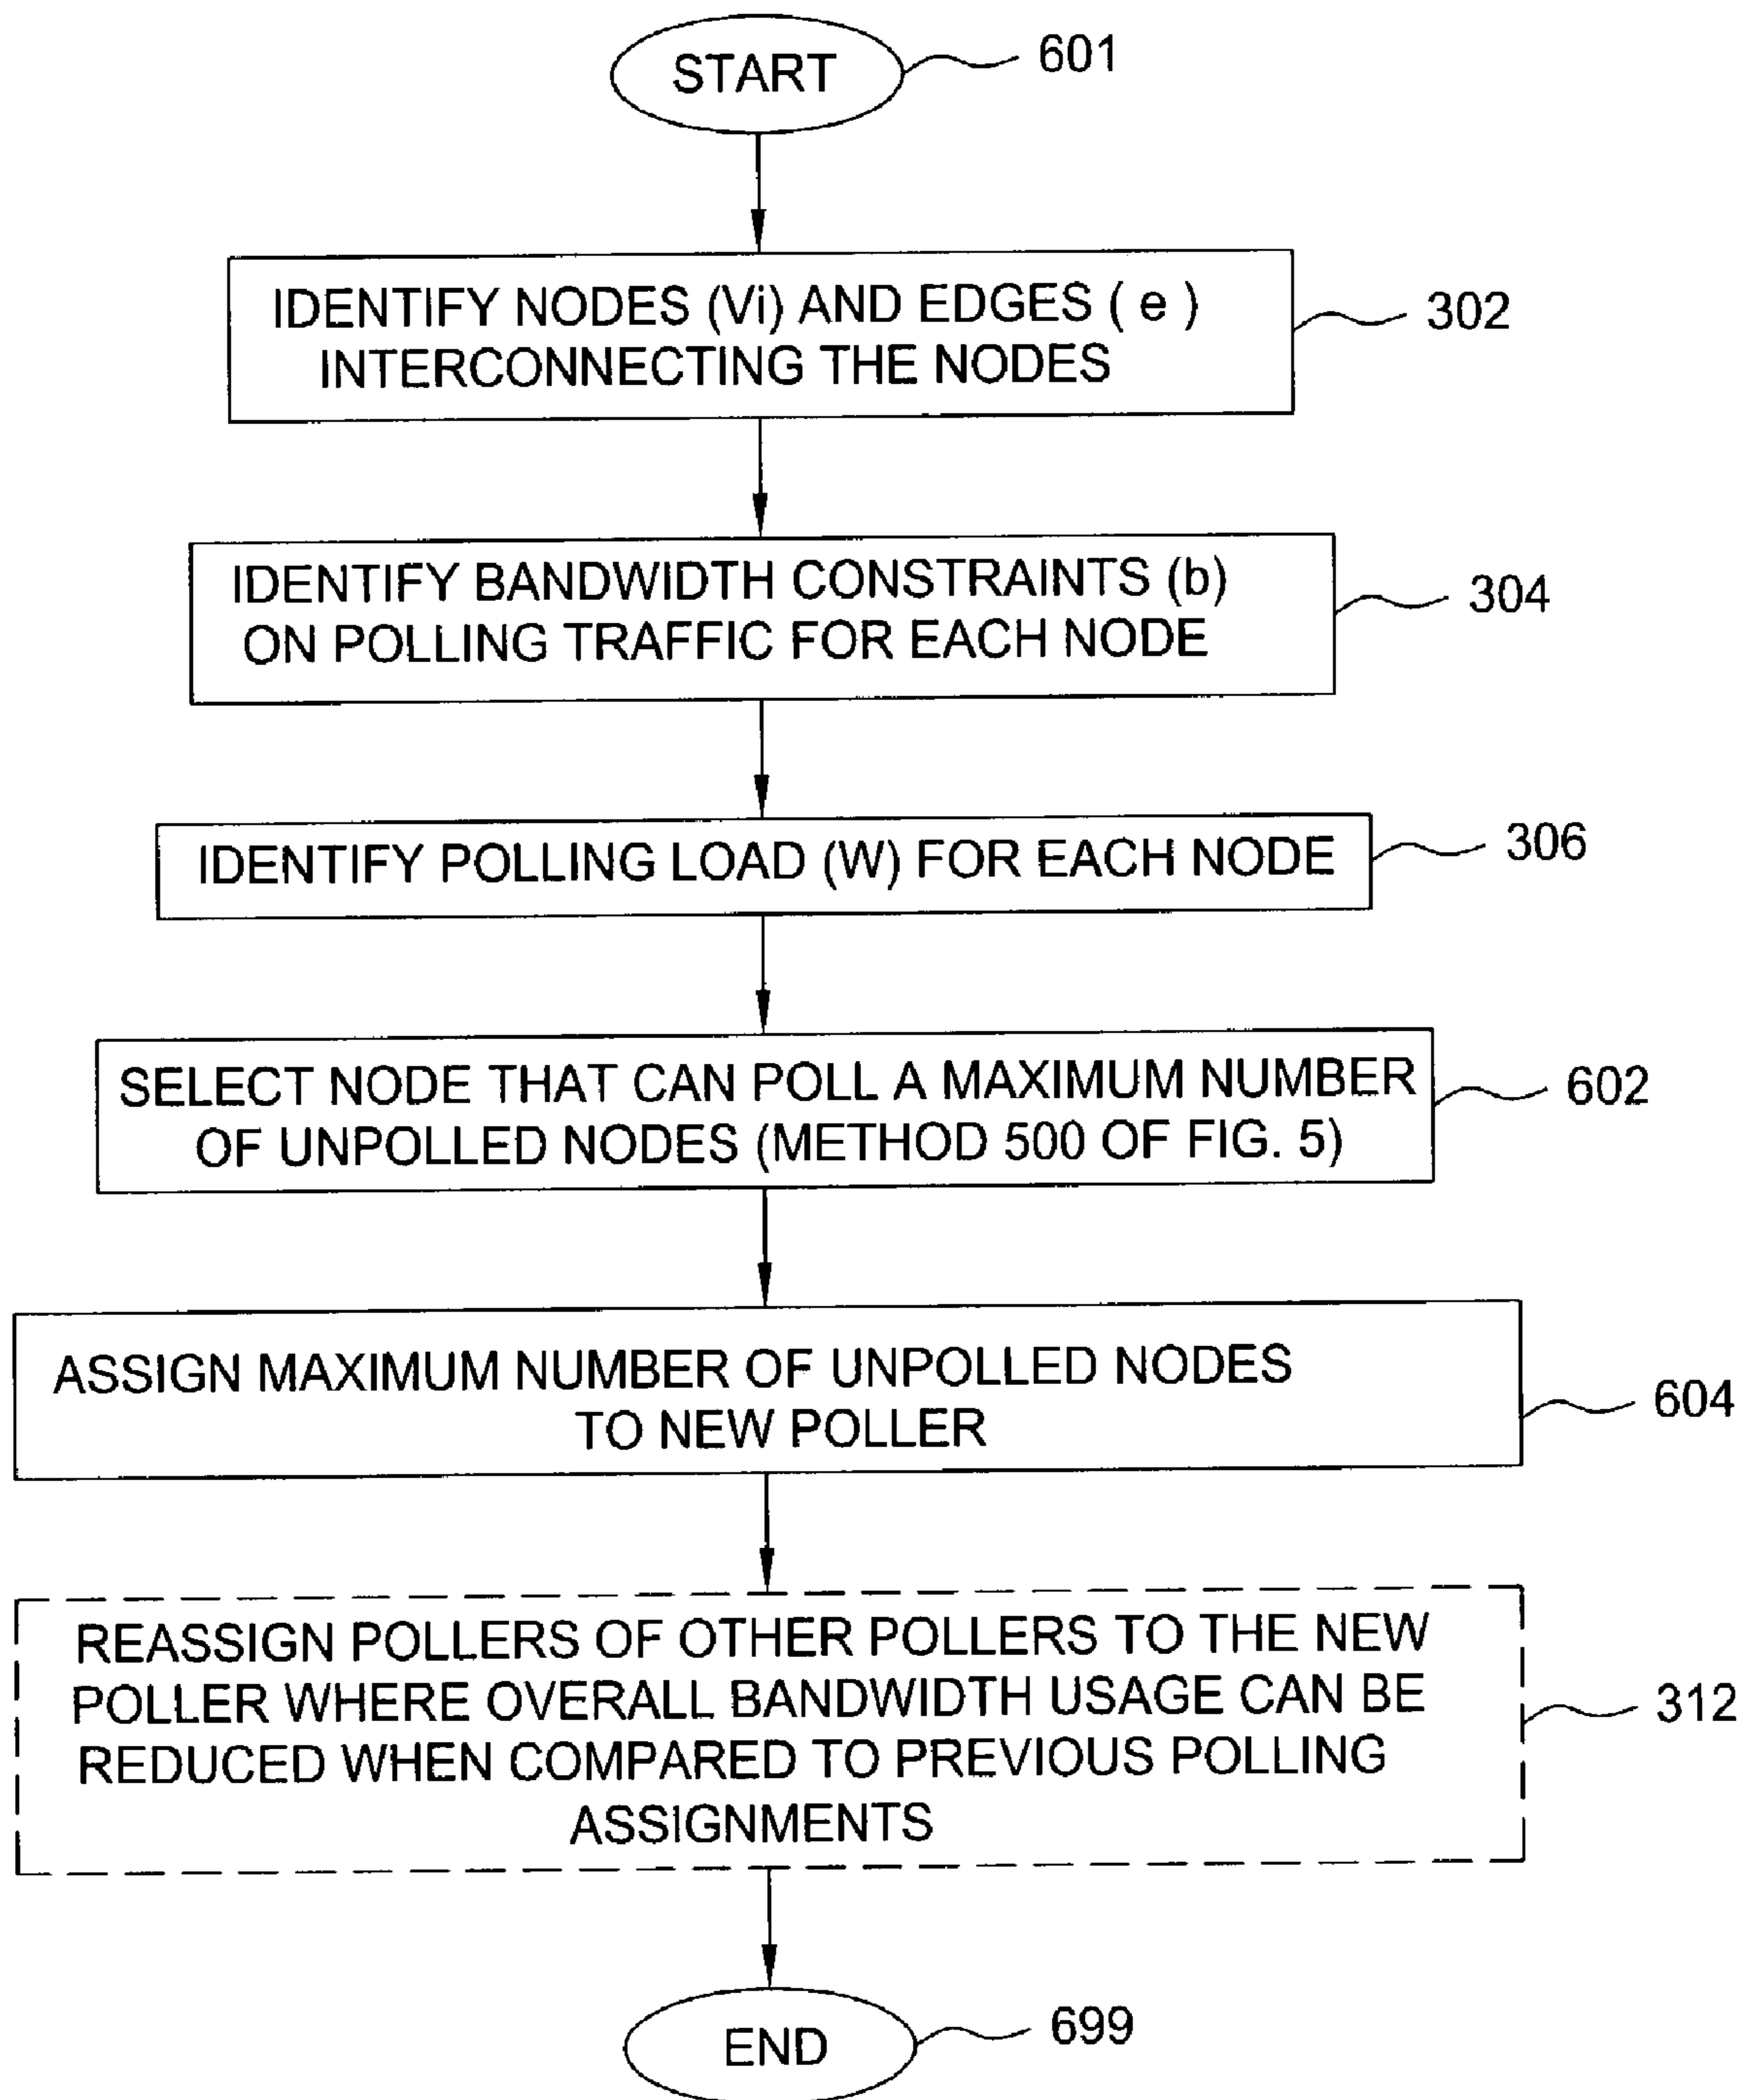 START
601
IDENTIFY NODES (Vi) AND EDGES ( e )
INTERCONNECTING THE NODES
302
IDENTIFY BANDWIDTH CONSTRAINTS (b)
ON POLLING TRAFFIC FOR EACH NODE
304
IDENTIFY POLLING LOAD (W) FOR EACH NODE
306
SELECT NODE THAT CAN POLL A MAXIMUM NUMBER
OF UNPOLLED NODES (METHOD 500 OF FIG. 5)
602
ASSIGN MAXIMUM NUMBER OF UNPOLLED NODES
TO NEW POLLER
604
REASSIGN POLLERS OF OTHER POLLERS TO THE NEW
POLLER WHERE OVERALL BANDWIDTH USAGE CAN BE
REDUCED WHEN COMPARED TO PREVIOUS POLLING
ASSIGNMENTS
312
END
699